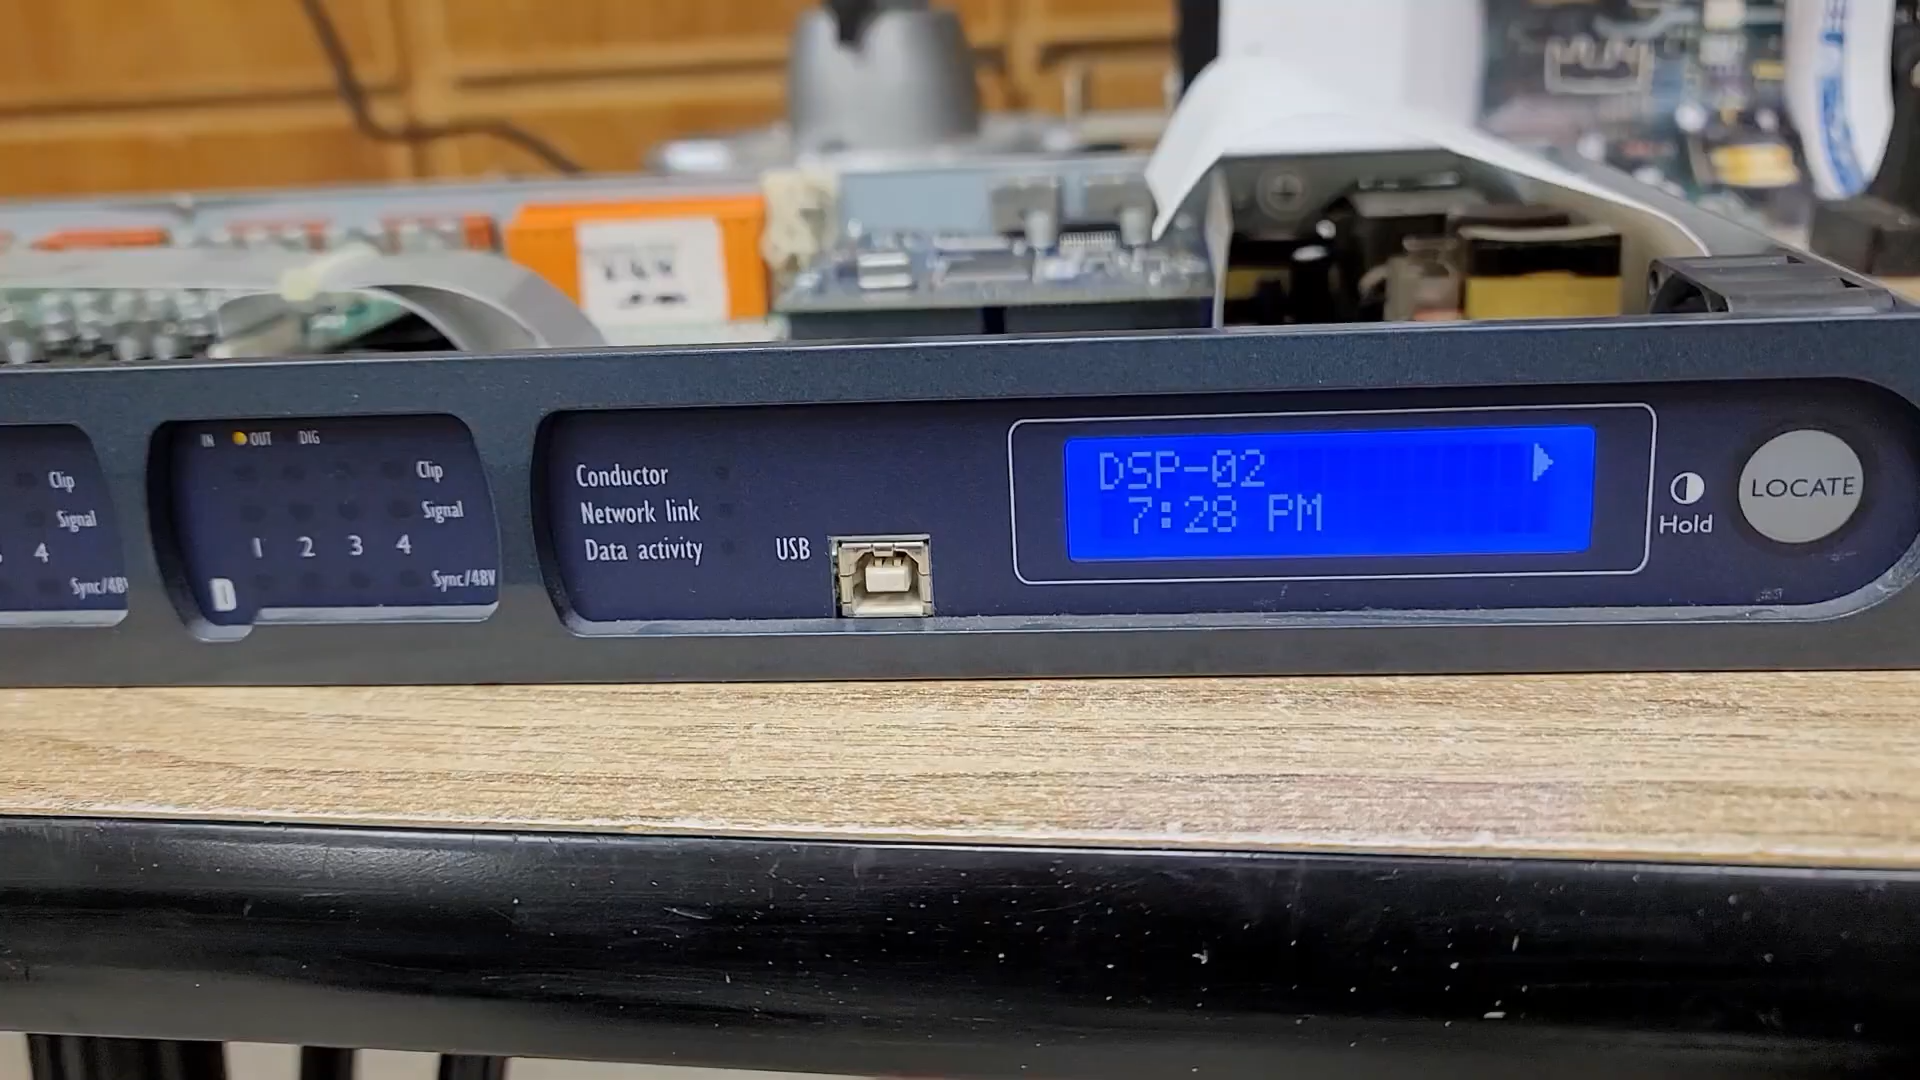 Clip
Signal
4
Sync/48V
IN OUT DIG
Clip
Signal
1 2 3 4
Sync/48V
D
Conductor
Network link
Data activity
USB
DSP-02
7:28 PM
Hold
LOCATE